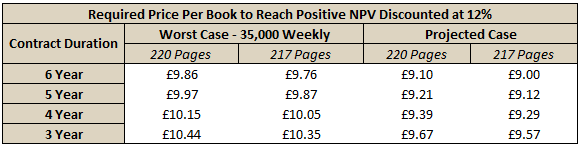 Required Price Per Book to Reach Positive NPV Discounted at 12%
Contract Duration Worst Case - 35,000 Weekly Projected Case
220 Pages 217 Pages 220 Pages 217 Pages
6 Year £9.86 £9.76 £9.10 £9.00
5 Year £9.97 £9.87 £9.21 £9.12
4 Year £10.15 £10.05 £9.39 £9.29
3 Year £10.44 £10.35 £9.67 £9.57